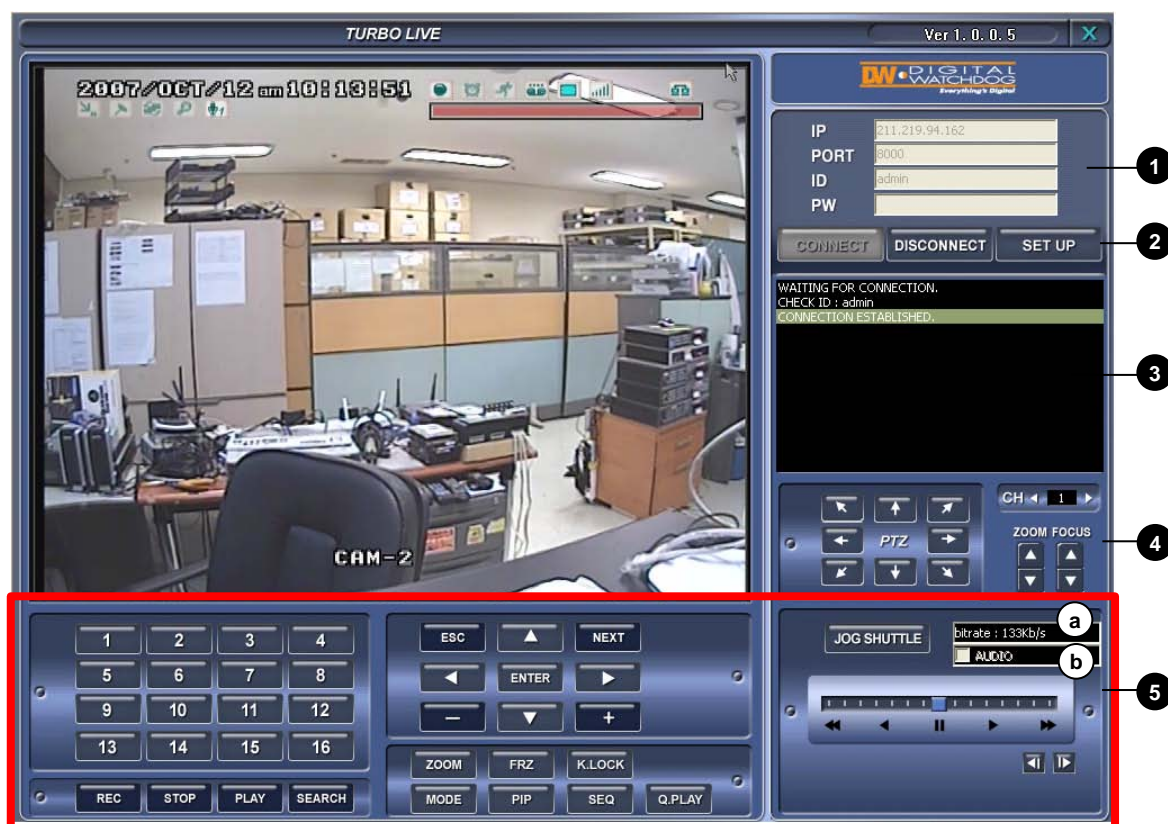 TURBO LIVE
Ver 1. 0. 0. 5
X
2007/OCT/12 am 10:13:51
DW DIGITAL WATCHDOG
Everything's Digital
IP 211.219.94.162
PORT 8000
ID admin
PW
1
CONNECT DISCONNECT SET UP
2
WAITING FOR CONNECTION.
CHECK ID : admin
CONNECTION ESTABLISHED.
3
CAM-2
CH 1
PTZ
ZOOM FOCUS
4
1 2 3 4
5 6 7 8
9 10 11 12
13 14 15 16
REC STOP PLAY SEARCH
ESC NEXT
ENTER
– +
ZOOM FRZ K.LOCK
MODE PIP SEQ Q.PLAY
JOG SHUTTLE
bitrate : 133Kb/s a
AUDIO b
5